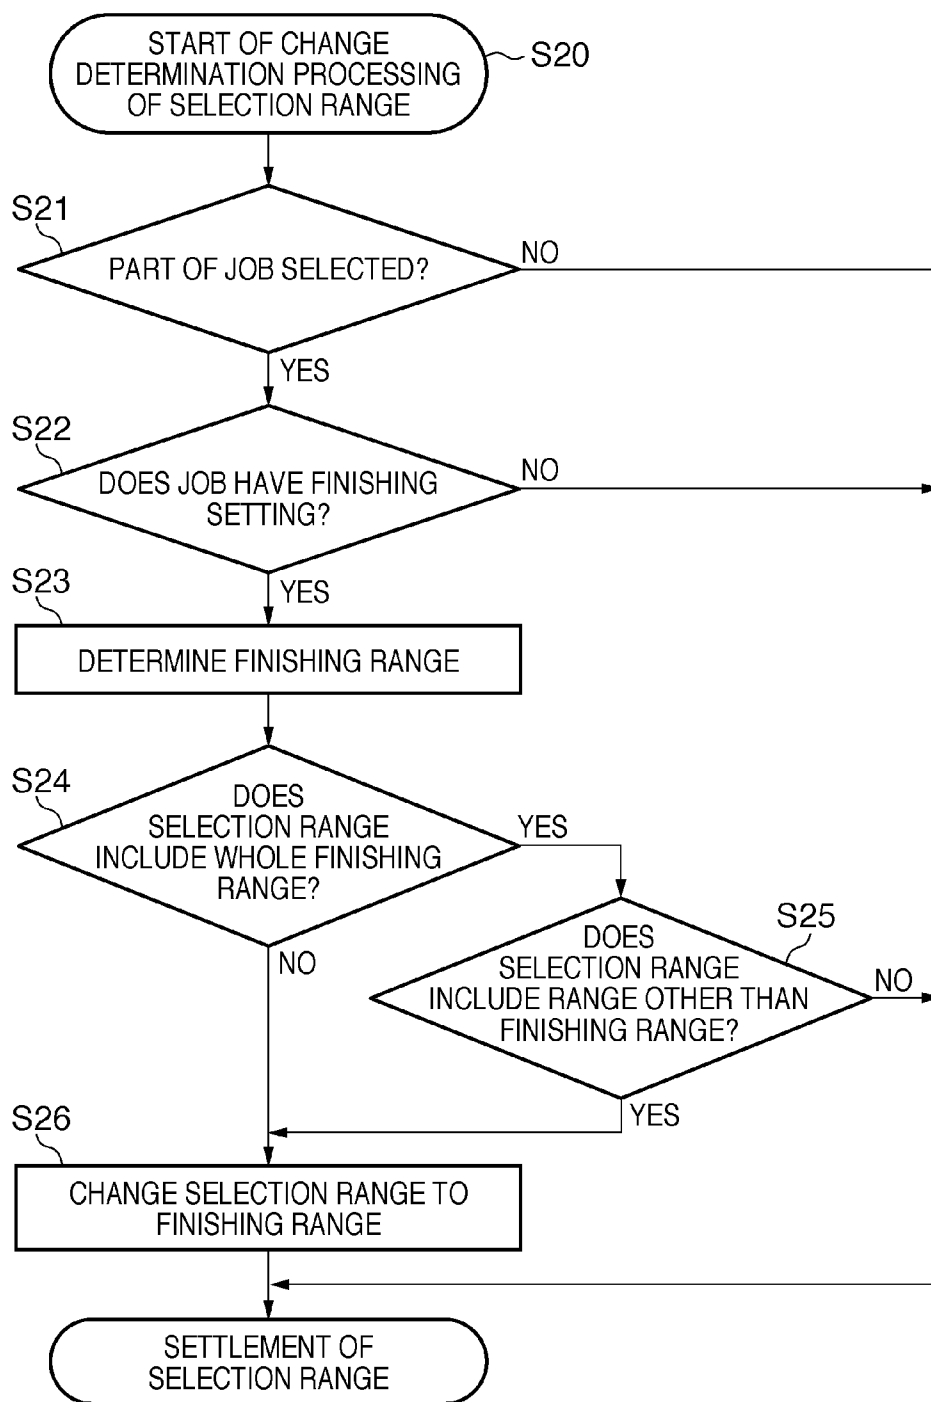 START OF CHANGE
DETERMINATION PROCESSING
OF SELECTION RANGE
S20
S21
PART OF JOB SELECTED?
NO
YES
S22
DOES JOB HAVE FINISHING
SETTING?
NO
YES
S23
DETERMINE FINISHING RANGE
S24
DOES
SELECTION RANGE
INCLUDE WHOLE FINISHING
RANGE?
YES
NO
S25
DOES
SELECTION RANGE
INCLUDE RANGE OTHER THAN
FINISHING RANGE?
NO
YES
S26
CHANGE SELECTION RANGE TO
FINISHING RANGE
SETTLEMENT OF
SELECTION RANGE